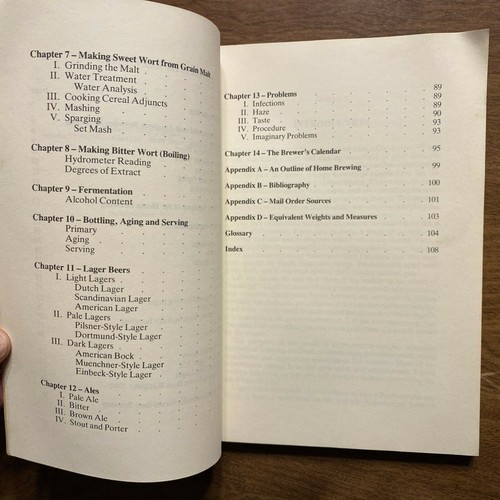 Chapter 7 – Making Sweet Wort from Grain Malt
I. Grinding the Malt
II. Water Treatment
Water Analysis
III. Cooking Cereal Adjuncts
IV. Mashing
V. Sparging
Set Mash
Chapter 8 – Making Bitter Wort (Boiling)
Hydrometer Reading
Degrees of Extract
Chapter 9 – Fermentation
Alcohol Content
Chapter 10 – Bottling, Aging and Serving
Primary
Aging
Serving
Chapter 11 – Lager Beers
I. Light Lagers
Dutch Lager
Scandinavian Lager
American Lager
II. Pale Lagers
Pilsner-Style Lager
Dortmund-Style Lager
III. Dark Lagers
American Bock
Muenchner-Style Lager
Einbeck-Style Lager
Chapter 12 – Ales
I. Pale Ale
II. Bitter
III. Brown Ale
IV. Stout and Porter
Chapter 13 – Problems 89
I. Infections 89
II. Haze 89
III. Taste 90
IV. Procedure 93
V. Imaginary Problems 93
Chapter 14 – The Brewer's Calendar 95
Appendix A – An Outline of Home Brewing 99
Appendix B – Bibliography 100
Appendix C – Mail Order Sources 101
Appendix D – Equivalent Weights and Measures 103
Glossary 104
Index 108